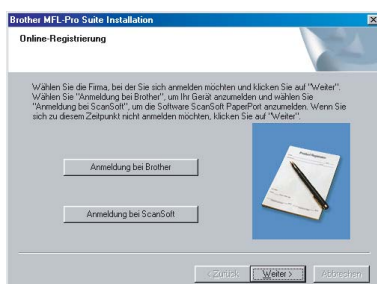 Brother MFL-Pro Suite Installation
Online-Registrierung
Wählen Sie die Firma, bei der Sie sich anmelden möchten und klicken Sie auf "Weiter".
Wählen Sie "Anmeldung bei Brother", um Ihr Gerät anzumelden und wählen Sie
"Anmeldung bei ScanSoft", um die Software ScanSoft PaperPort anzumelden. Wenn Sie
sich zu diesem Zeitpunkt nicht anmelden möchten, klicken Sie auf "Weiter".
Anmeldung bei Brother
Anmeldung bei ScanSoft
< Zurück
Weiter >
Abbrechen